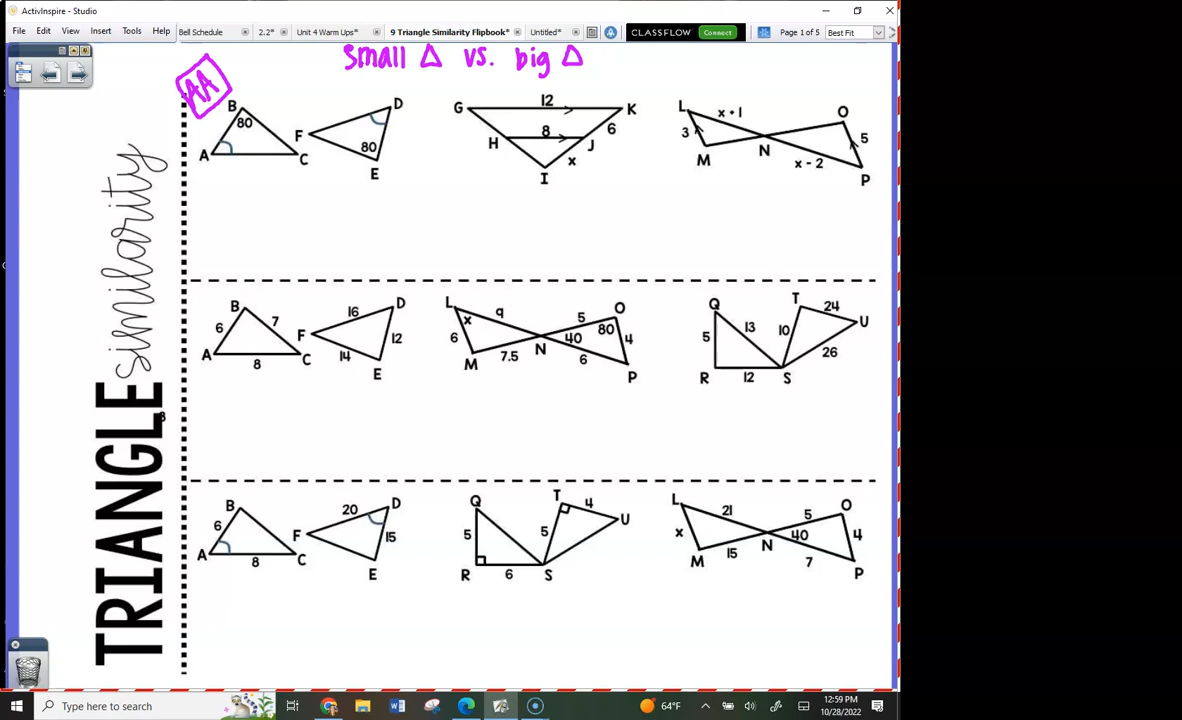 ActivInspire - Studio
File Edit View Insert Tools Help
Bell Schedule
2.2*
Unit 4 Warm Ups*
9 Triangle Similarity Flipbook*
Untitled*
CLASSFLOW Connect
Page 1 of 5
Best Fit
Small Δ vs. big Δ
AA
TRIANGLE similarity
B 80 A C
D F 80 E
G 12 K 8 6 H J x I
L x + 1 O 3 5 M N x - 2 P
B 6 7 A 8 C
16 D F 12 14 E
L 9 5 O x 80 6 40 4 M 7.5 N 6 P
Q T 24 U 5 13 10 26 R 12 S
B 6 A 8 C
20 D F 15 E
Q T 4 U 5 5 R 6 S
L 21 5 O x 40 4 M 15 N 7 P
Type here to search
64°F
12:59 PM
10/28/2022